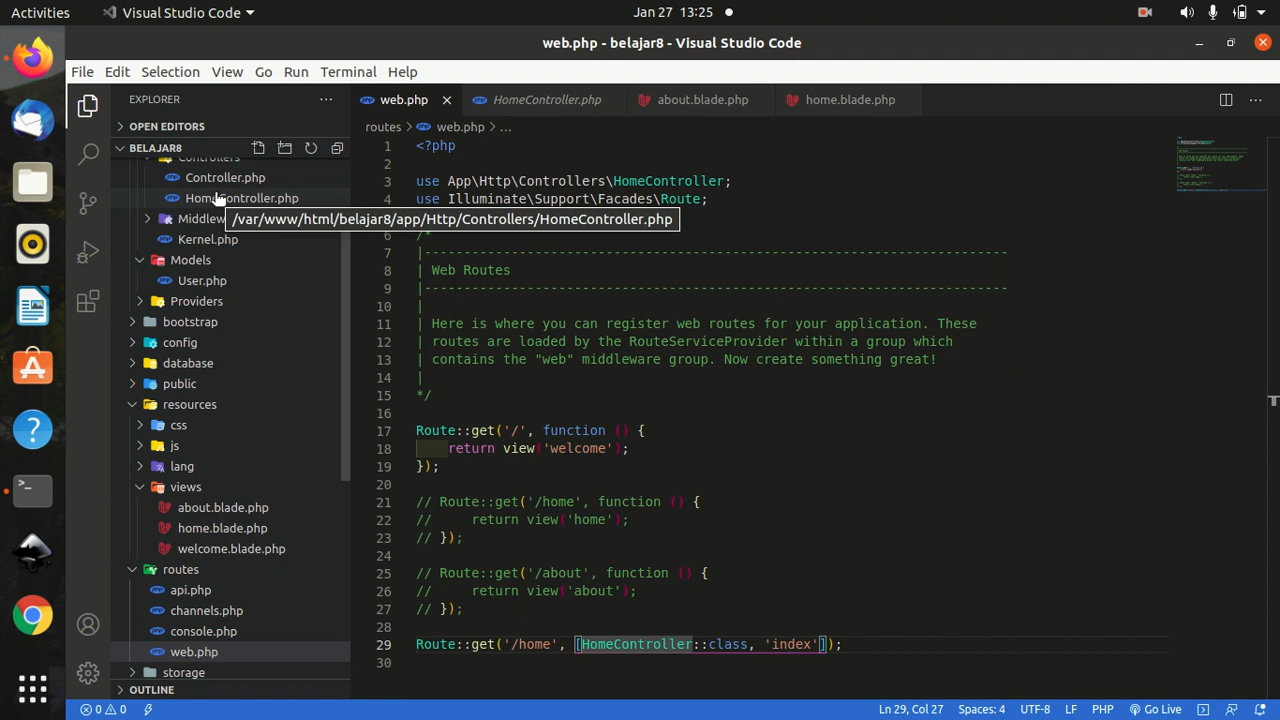 Activities
Visual Studio Code
Jan 27 13:25
web.php - belajar8 - Visual Studio Code
File Edit Selection View Go Run Terminal Help
EXPLORER
web.php
HomeController.php
about.blade.php
home.blade.php
OPEN EDITORS
routes > web.php > ...
BELAJAR8
Controllers
Controller.php
HomeController.php
/var/www/html/belajar8/app/Http/Controllers/HomeController.php
Middlew
Kernel.php
Models
User.php
Providers
bootstrap
config
database
public
resources
css
js
lang
views
about.blade.php
home.blade.php
welcome.blade.php
routes
api.php
channels.php
console.php
web.php
storage
OUTLINE
1 <?php
2
3 use App\Http\Controllers\HomeController;
4 use Illuminate\Support\Facades\Route;
6 /*
7 |--------------------------------------------------------------------------
8 | Web Routes
9 |--------------------------------------------------------------------------
10 |
11 | Here is where you can register web routes for your application. These
12 | routes are loaded by the RouteServiceProvider within a group which
13 | contains the "web" middleware group. Now create something great!
14 |
15 */
16
17 Route::get('/', function () {
18 return view('welcome');
19 });
20
21 // Route::get('/home', function () {
22 // return view('home');
23 // });
24
25 // Route::get('/about', function () {
26 // return view('about');
27 // });
28
29 Route::get('/home', [HomeController::class, 'index']);
30
0 0
Ln 29, Col 27
Spaces: 4
UTF-8
LF
PHP
Go Live